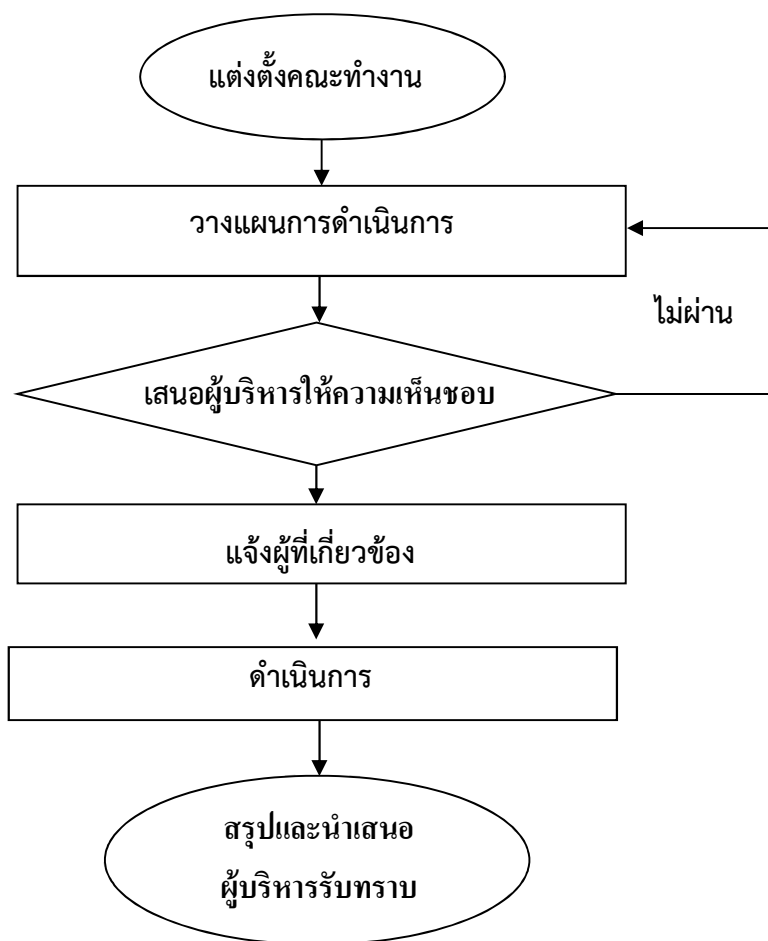 แต่งตั้งคณะทำงาน
วางแผนการดำเนินการ
ไม่ผ่าน
เสนอผู้บริหารให้ความเห็นชอบ
แจ้งผู้ที่เกี่ยวข้อง
ดำเนินการ
สรุปและนำเสนอ
ผู้บริหารรับทราบ